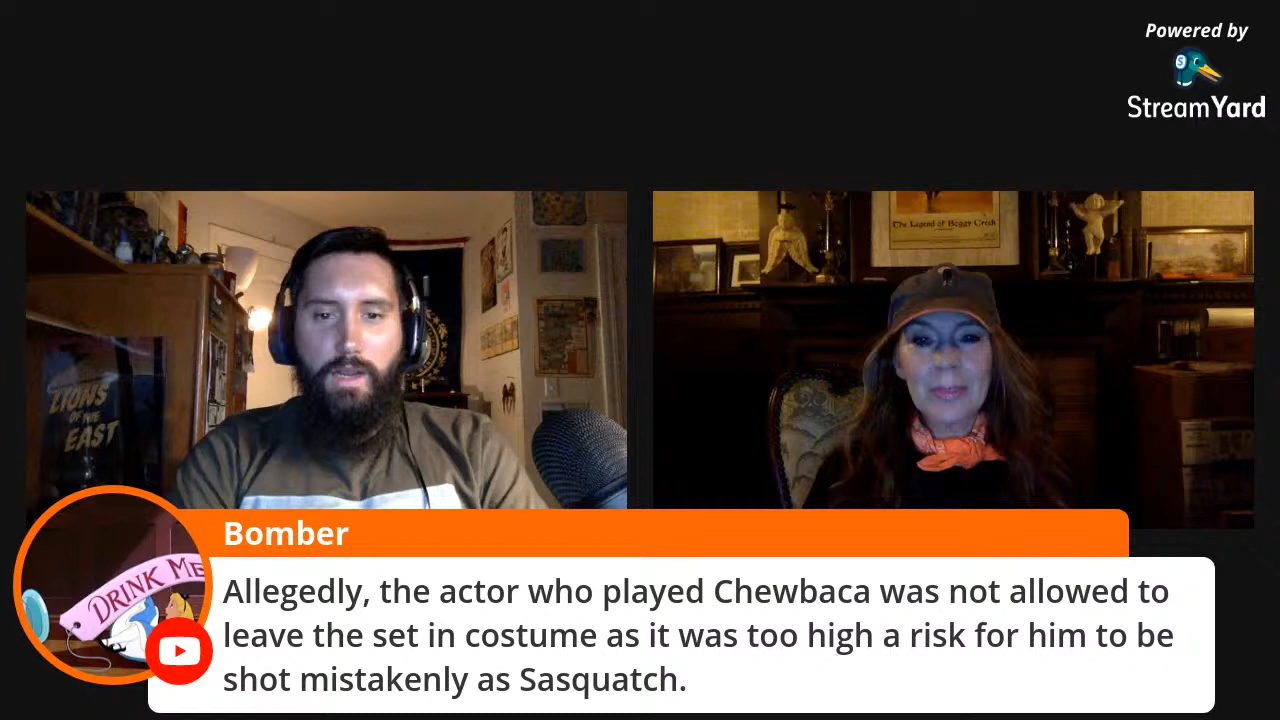 Powered by
StreamYard
The Legend of Boggy Creek
LIONS
OF THE
EAST
Bomber
DRINK ME
Allegedly, the actor who played Chewbaca was not allowed to
leave the set in costume as it was too high a risk for him to be
shot mistakenly as Sasquatch.